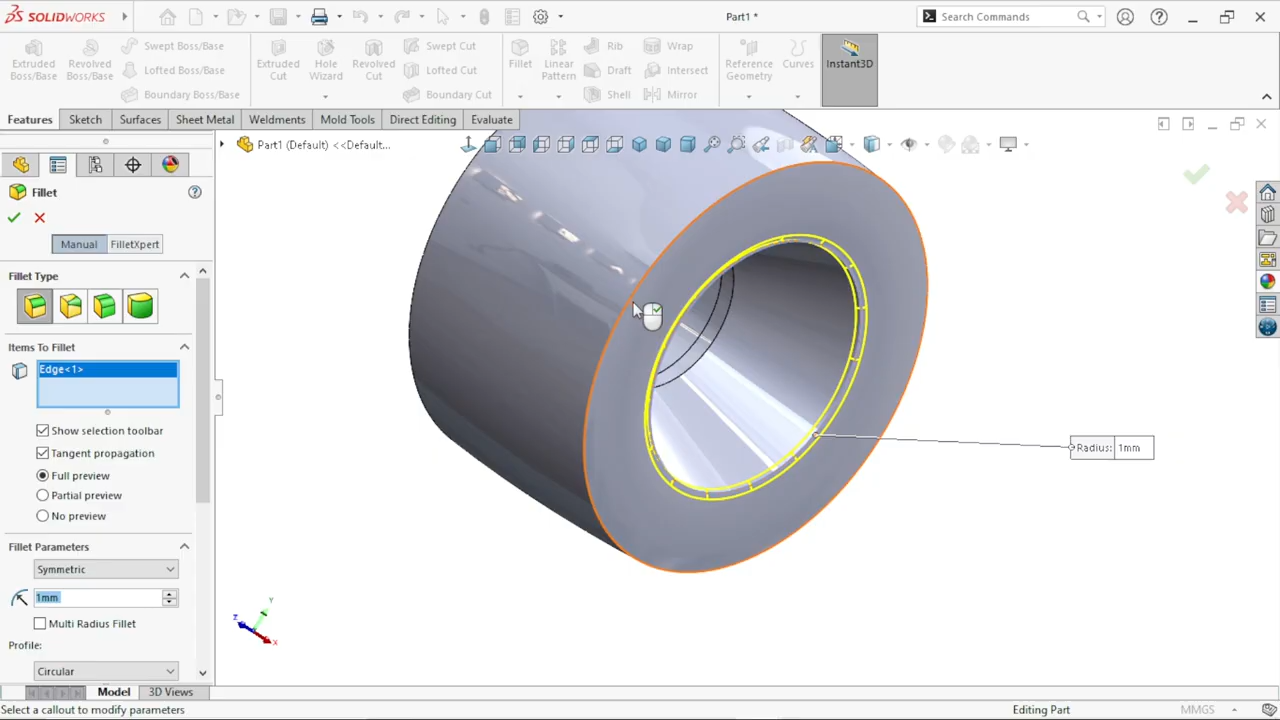 SOLIDWORKS
Part1 *
Search Commands
Extruded Boss/Base
Revolved Boss/Base
Swept Boss/Base
Lofted Boss/Base
Boundary Boss/Base
Extruded Cut
Hole Wizard
Revolved Cut
Swept Cut
Lofted Cut
Boundary Cut
Fillet
Linear Pattern
Rib
Draft
Shell
Wrap
Intersect
Mirror
Reference Geometry
Curves
Instant3D
Features Sketch Surfaces Sheet Metal Weldments Mold Tools Direct Editing Evaluate
Part1 (Default) <<Default...
Fillet
Manual FilletXpert
Fillet Type
Items To Fillet
Edge<1>
Show selection toolbar
Tangent propagation
Full preview
Partial preview
No preview
Fillet Parameters
Symmetric
1mm
Multi Radius Fillet
Profile:
Circular
Radius: 1mm
Y
Z
X
Model 3D Views
Select a callout to modify parameters
Editing Part
MMGS